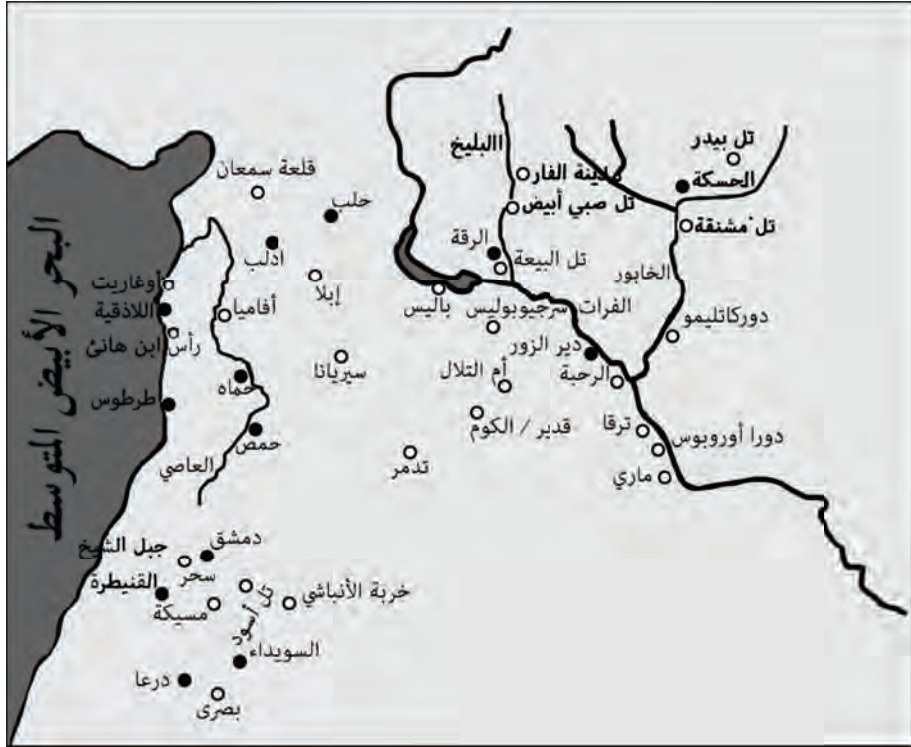 البليخ
تل بيدر
مدينة الفار
الحسكة
قلعة سمعان
تل صبي أبيض
حلب
تل مشنقة
الرقة
ادلب
تل البيعة
الخابور
البحر الأبيض المتوسط
أوغاريت
إبلا
باليس
سرجيوبوليس
الفرات
اللاذقية
أفاميا
دوركاتليمو
رأس ابن هانئ
دير الزور
سيريانا
أم التلال
الرحبة
حماه
طرطوس
قدير / الكوم
ترقا
حمص
دورا أوروبوس
العاصي
تدمر
ماري
دمشق
جبل الشيخ
سحر
القنيطرة
خربة الأنباشي
مسيكة
تل أسود
السويداء
درعا
بصرى